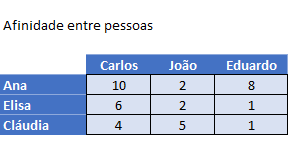 Afinidade entre pessoas
Carlos João Eduardo
Ana 10 2 8
Elisa 6 2 1
Cláudia 4 5 1